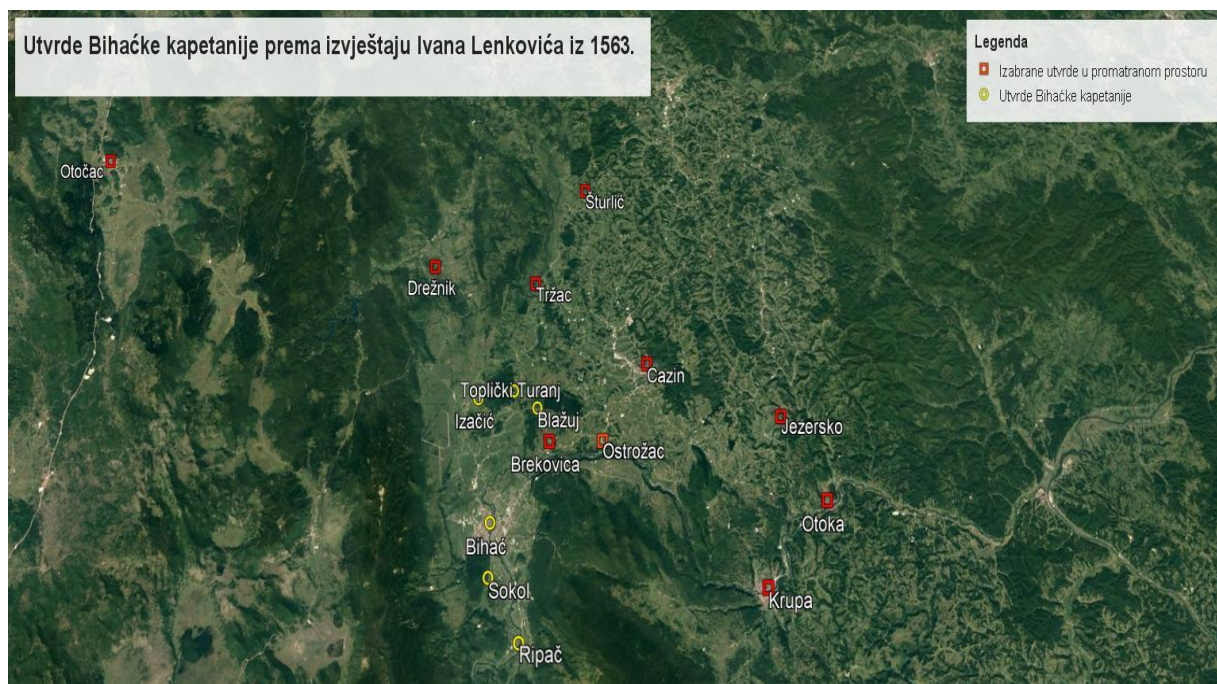 Utvrde Bihaćke kapetanije prema izvještaju Ivana Lenkovića iz 1563.
Legenda
Izabrane utvrde u promatranom prostoru
Utvrde Bihaćke kapetanije
Otočac
Šturlić
Drežnik
Tržac
Cazin
Toplički Turanj
Izačić
Blažuj
Jezersko
Brekovica
Ostrožac
Otoka
Bihać
Sokol
Krupa
Ripač